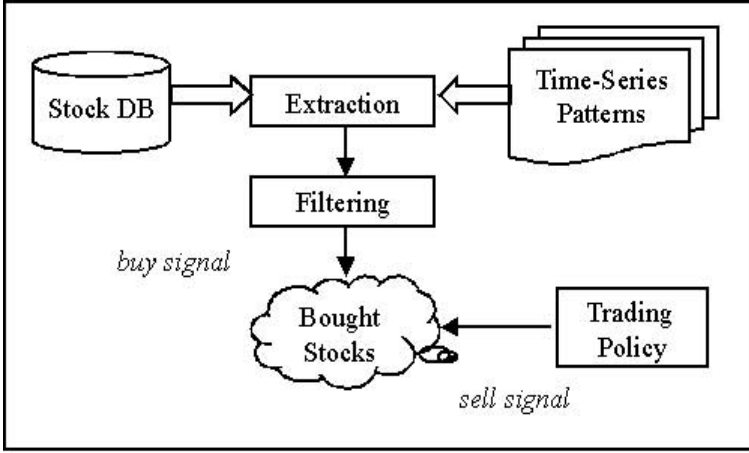 Stock DB
Extraction
Time-Series
Patterns
Filtering
buy signal
Bought
Stocks
Trading
Policy
sell signal